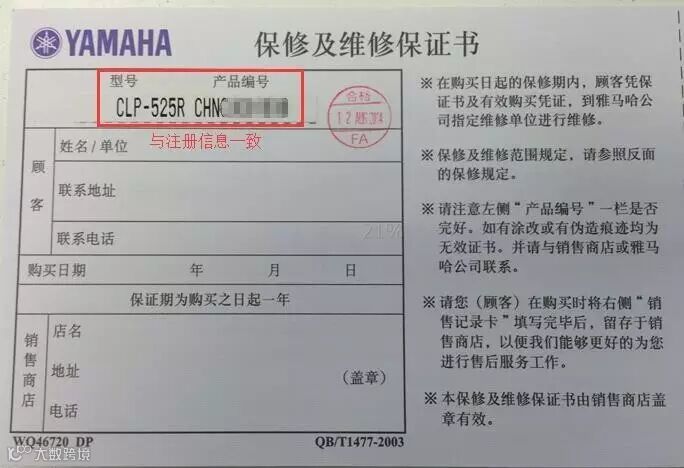 YAMAHA 保修及维修保证书
型号 产品编号
CLP-525R CHN
与注册信息一致
合格
12 AUG 2014
FA
姓名/单位
顾客
联系地址
联系电话
21%
购买日期 年 月 日
保证期为购买之日起一年
销售商店
店名
地址
(盖章)
电话
WQ46720 DP QB/T1477-2003
※在购买日起的保修期内，顾客凭保
证书及有效购买凭证，到雅马哈公
司指定维修单位进行维修。
※保修及维修范围规定，请参照反面
的保修规定。
※请注意左侧“产品编号”一栏是否
完好。如有涂改或有伪造痕迹均为
无效证书。并请与销售商店或雅马
哈公司联系。
※请您（顾客）在购买时将右侧“销
售记录卡”填写完毕后，留存于销
售商店，以便我们能够更好的为您
进行售后服务工作。
※本保修及维修保证书由销售商店盖
章有效。
大数跨境